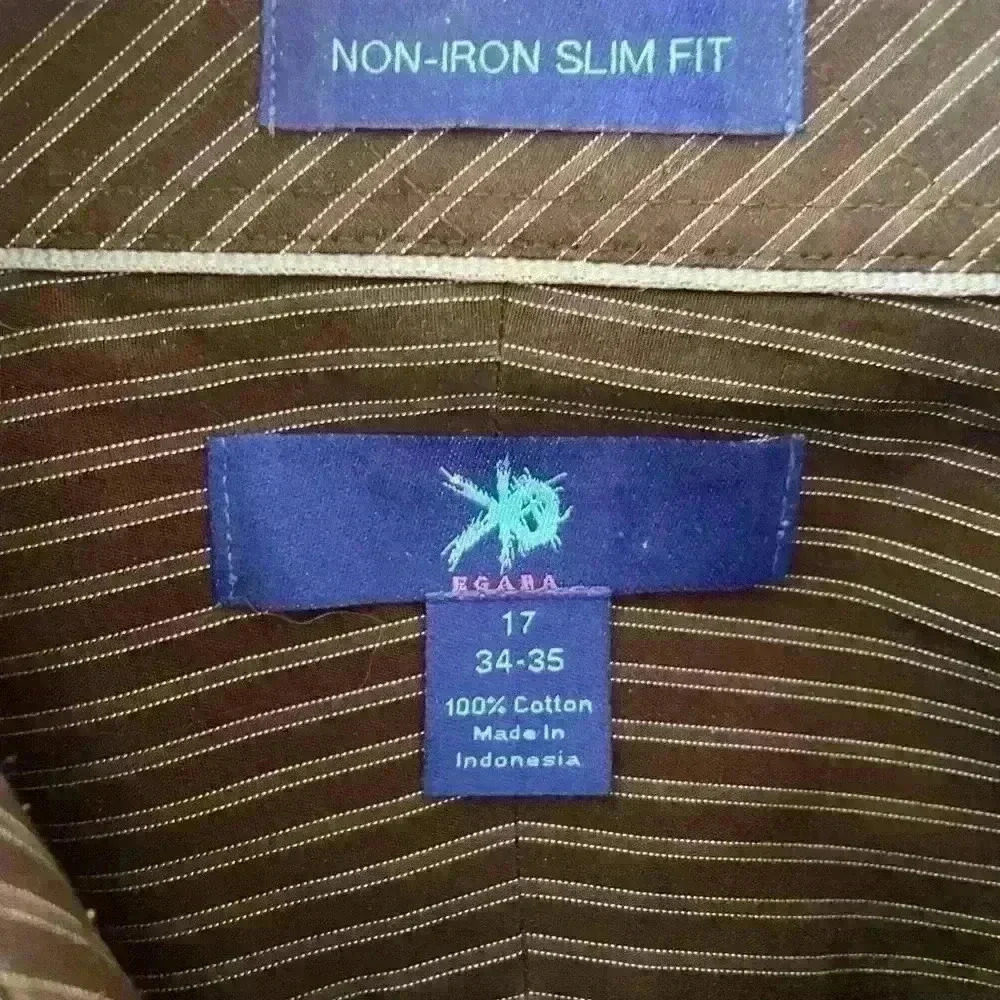 NON-IRON SLIM FIT
EGARA
17
34-35
100% Cotton
Made In
Indonesia